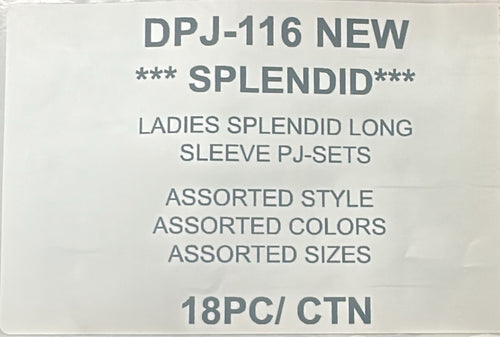 DPJ-116 NEW
*** SPLENDID***
LADIES SPLENDID LONG
SLEEVE PJ-SETS
ASSORTED STYLE
ASSORTED COLORS
ASSORTED SIZES
18PC/ CTN